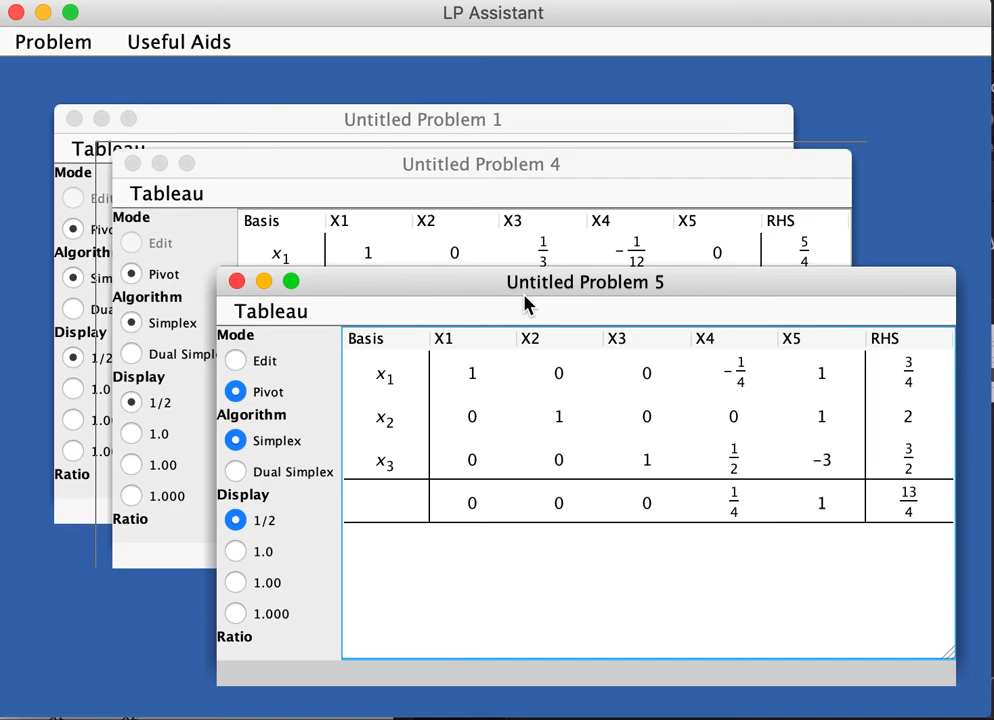 LP Assistant
Problem Useful Aids
Untitled Problem 1
Mode
Algorith
Display
Ratio
Untitled Problem 4
Tableau
Mode
Edit
Pivot
Algorithm
Simplex
Dual Simple
Display
1/2
1.0
1.00
1.000
Ratio
Basis X1 X2 X3 X4 X5 RHS
x1 1 0 1/3 -1/12 0 5/4
Untitled Problem 5
Tableau
Mode
Edit
Pivot
Algorithm
Simplex
Dual Simplex
Display
1/2
1.0
1.00
1.000
Ratio
Basis X1 X2 X3 X4 X5 RHS
x1 1 0 0 -1/4 1 3/4
x2 0 1 0 0 1 2
x3 0 0 1 1/2 -3 3/2
0 0 0 1/4 1 13/4